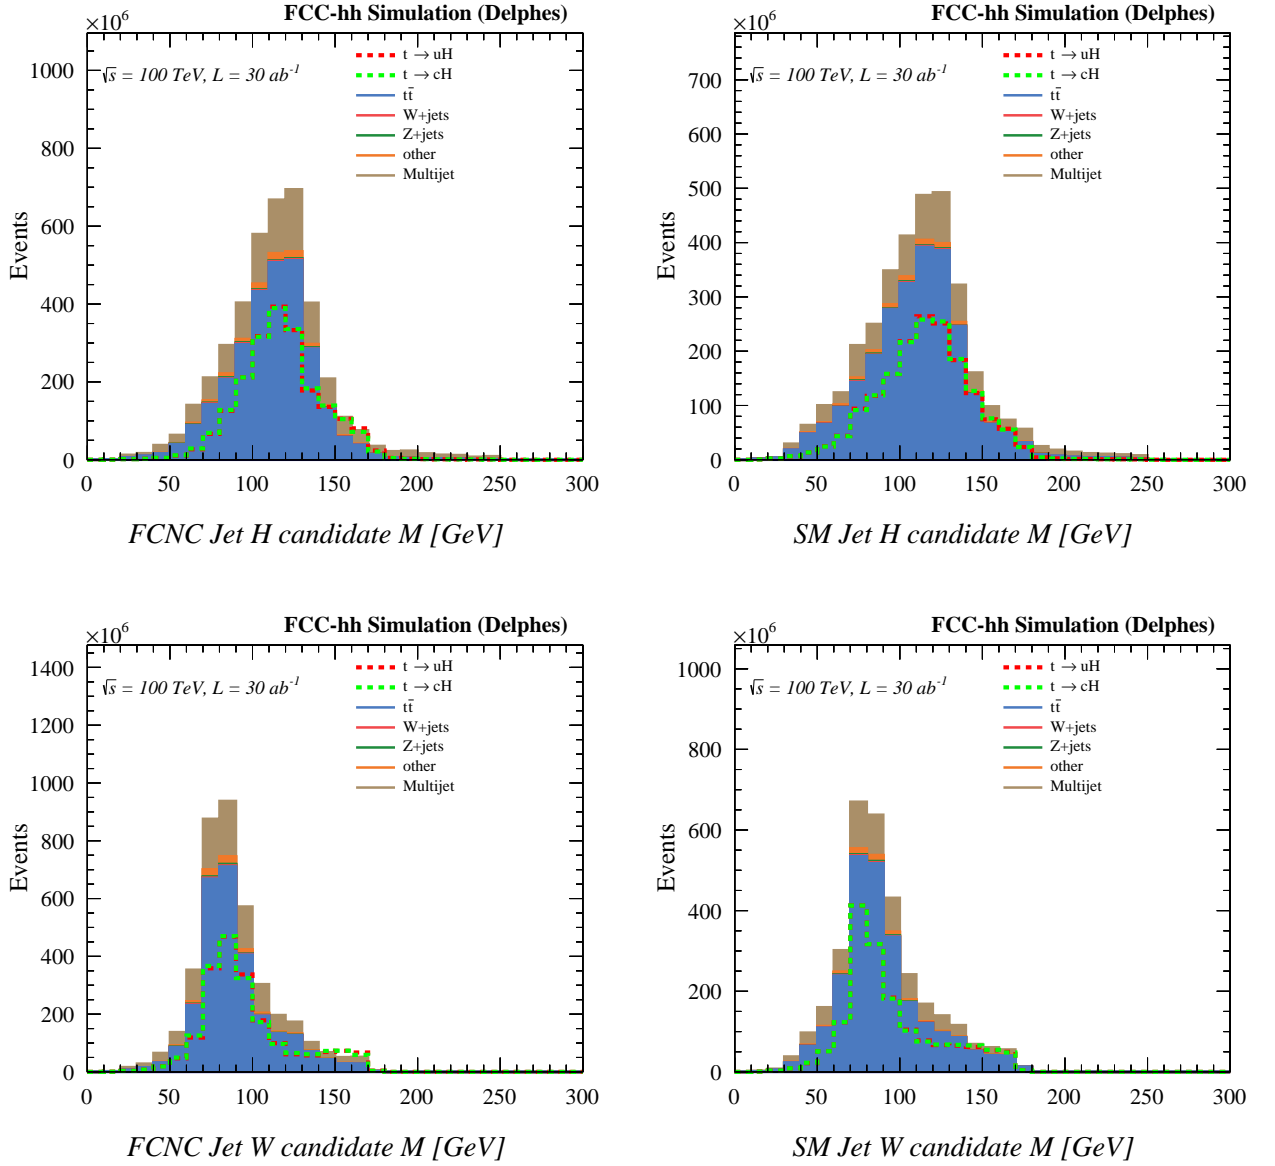 FCC-hh Simulation (Delphes)
×10⁶
√s = 100 TeV, L = 30 ab⁻¹
t → uH
t → cH
tt̄
W+jets
Z+jets
other
Multijet
Events
1000
800
600
400
200
0
0 50 100 150 200 250 300
FCNC Jet H candidate M [GeV]
FCC-hh Simulation (Delphes)
×10⁶
√s = 100 TeV, L = 30 ab⁻¹
t → uH
t → cH
tt̄
W+jets
Z+jets
other
Multijet
Events
700
600
500
400
300
200
100
0
0 50 100 150 200 250 300
SM Jet H candidate M [GeV]
FCC-hh Simulation (Delphes)
×10⁶
√s = 100 TeV, L = 30 ab⁻¹
t → uH
t → cH
tt̄
W+jets
Z+jets
other
Multijet
Events
1400
1200
1000
800
600
400
200
0
0 50 100 150 200 250 300
FCNC Jet W candidate M [GeV]
FCC-hh Simulation (Delphes)
×10⁶
√s = 100 TeV, L = 30 ab⁻¹
t → uH
t → cH
tt̄
W+jets
Z+jets
other
Multijet
Events
1000
800
600
400
200
0
0 50 100 150 200 250 300
SM Jet W candidate M [GeV]